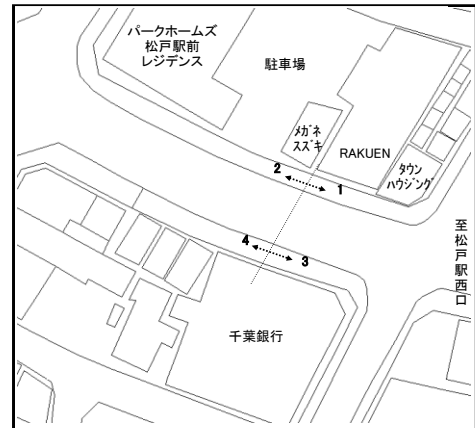 パークホームズ
松戸駅前
レジデンス
駐車場
メガネ
スズキ
RAKUEN
タウン
ハウジング
2
1
至松戸駅西口
4
3
千葉銀行